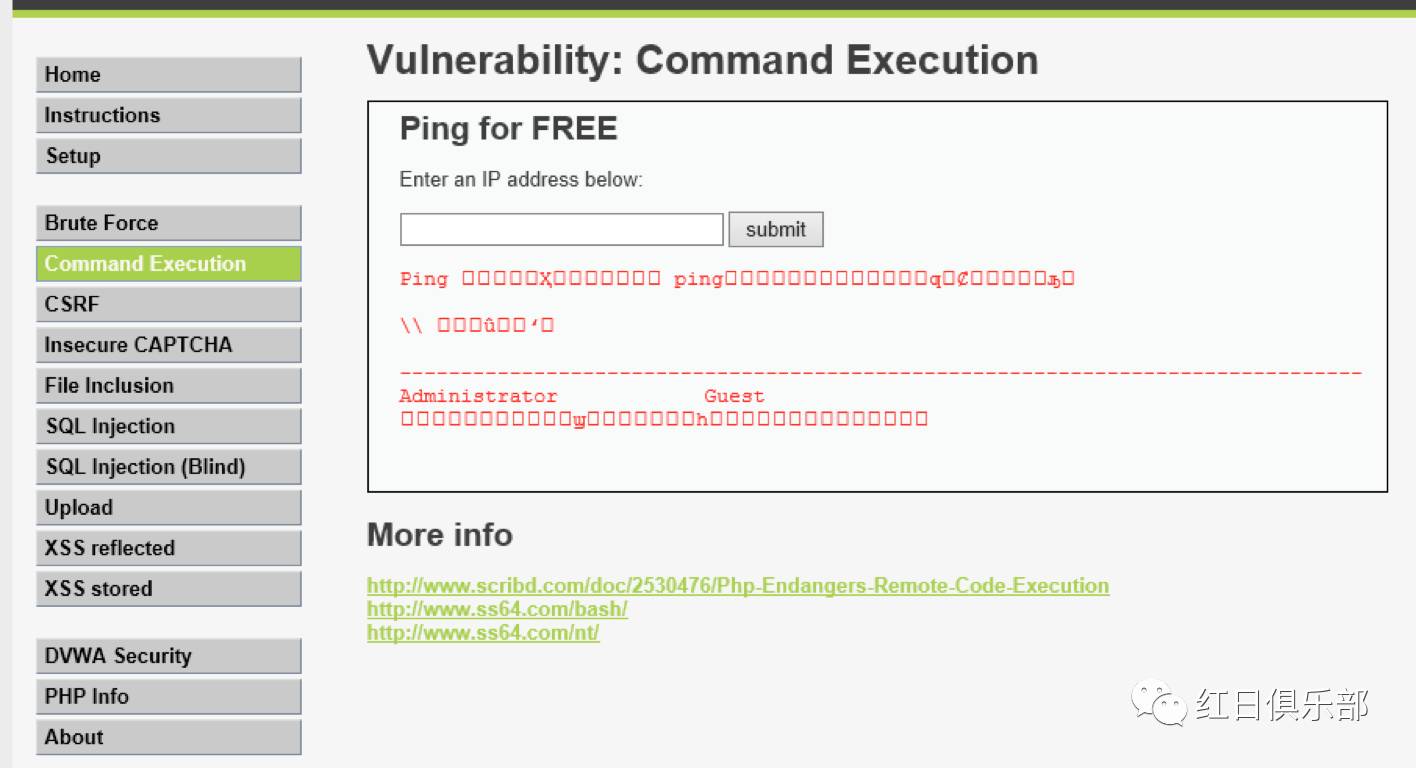 Home
Instructions
Setup
Brute Force
Command Execution
CSRF
Insecure CAPTCHA
File Inclusion
SQL Injection
SQL Injection (Blind)
Upload
XSS reflected
XSS stored
DVWA Security
PHP Info
About
Vulnerability: Command Execution
Ping for FREE
Enter an IP address below:
submit
Ping
ping
\\
--------------------------------------------------------------------------------
Administrator Guest
More info
http://www.scribd.com/doc/2530476/Php-Endangers-Remote-Code-Execution
http://www.ss64.com/bash/
http://www.ss64.com/nt/
红日俱乐部